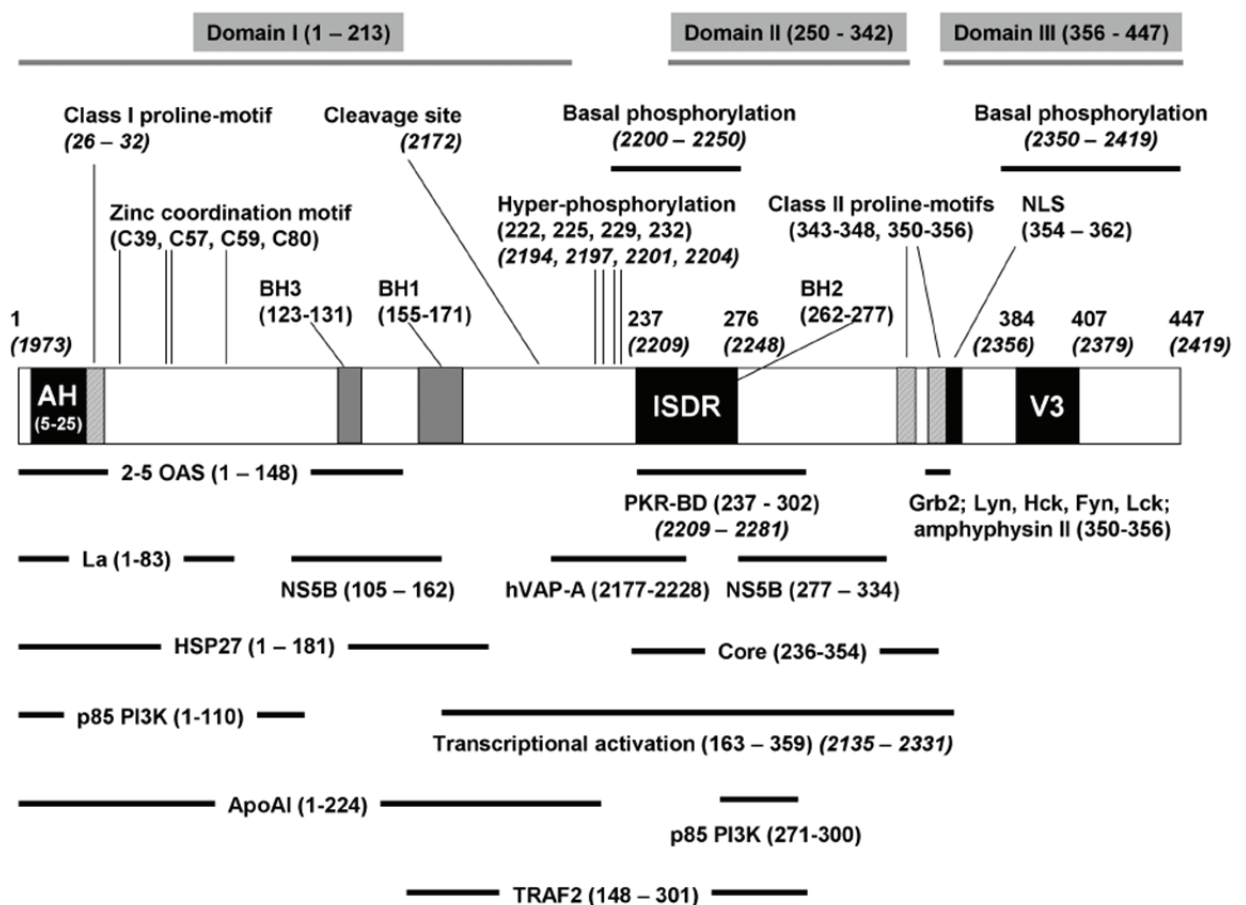 Domain I (1 – 213)
Domain II (250 - 342)
Domain III (356 - 447)
Class I proline-motif
(26 – 32)
Cleavage site
(2172)
Basal phosphorylation
(2200 – 2250)
Basal phosphorylation
(2350 – 2419)
Zinc coordination motif
(C39, C57, C59, C80)
Hyper-phosphorylation
(222, 225, 229, 232)
(2194, 2197, 2201, 2204)
Class II proline-motifs
(343-348, 350-356)
NLS
(354 – 362)
BH3
(123-131)
BH1
(155-171)
BH2
(262-277)
1
(1973)
237
(2209)
276
(2248)
384
(2356)
407
(2379)
447
(2419)
AH
(5-25)
ISDR
V3
2-5 OAS (1 – 148)
PKR-BD (237 - 302)
(2209 – 2281)
Grb2; Lyn, Hck, Fyn, Lck;
amphyphysin II (350-356)
La (1-83)
NS5B (105 – 162)
hVAP-A (2177-2228)
NS5B (277 – 334)
HSP27 (1 – 181)
Core (236-354)
p85 PI3K (1-110)
Transcriptional activation (163 – 359) (2135 – 2331)
ApoAI (1-224)
p85 PI3K (271-300)
TRAF2 (148 – 301)